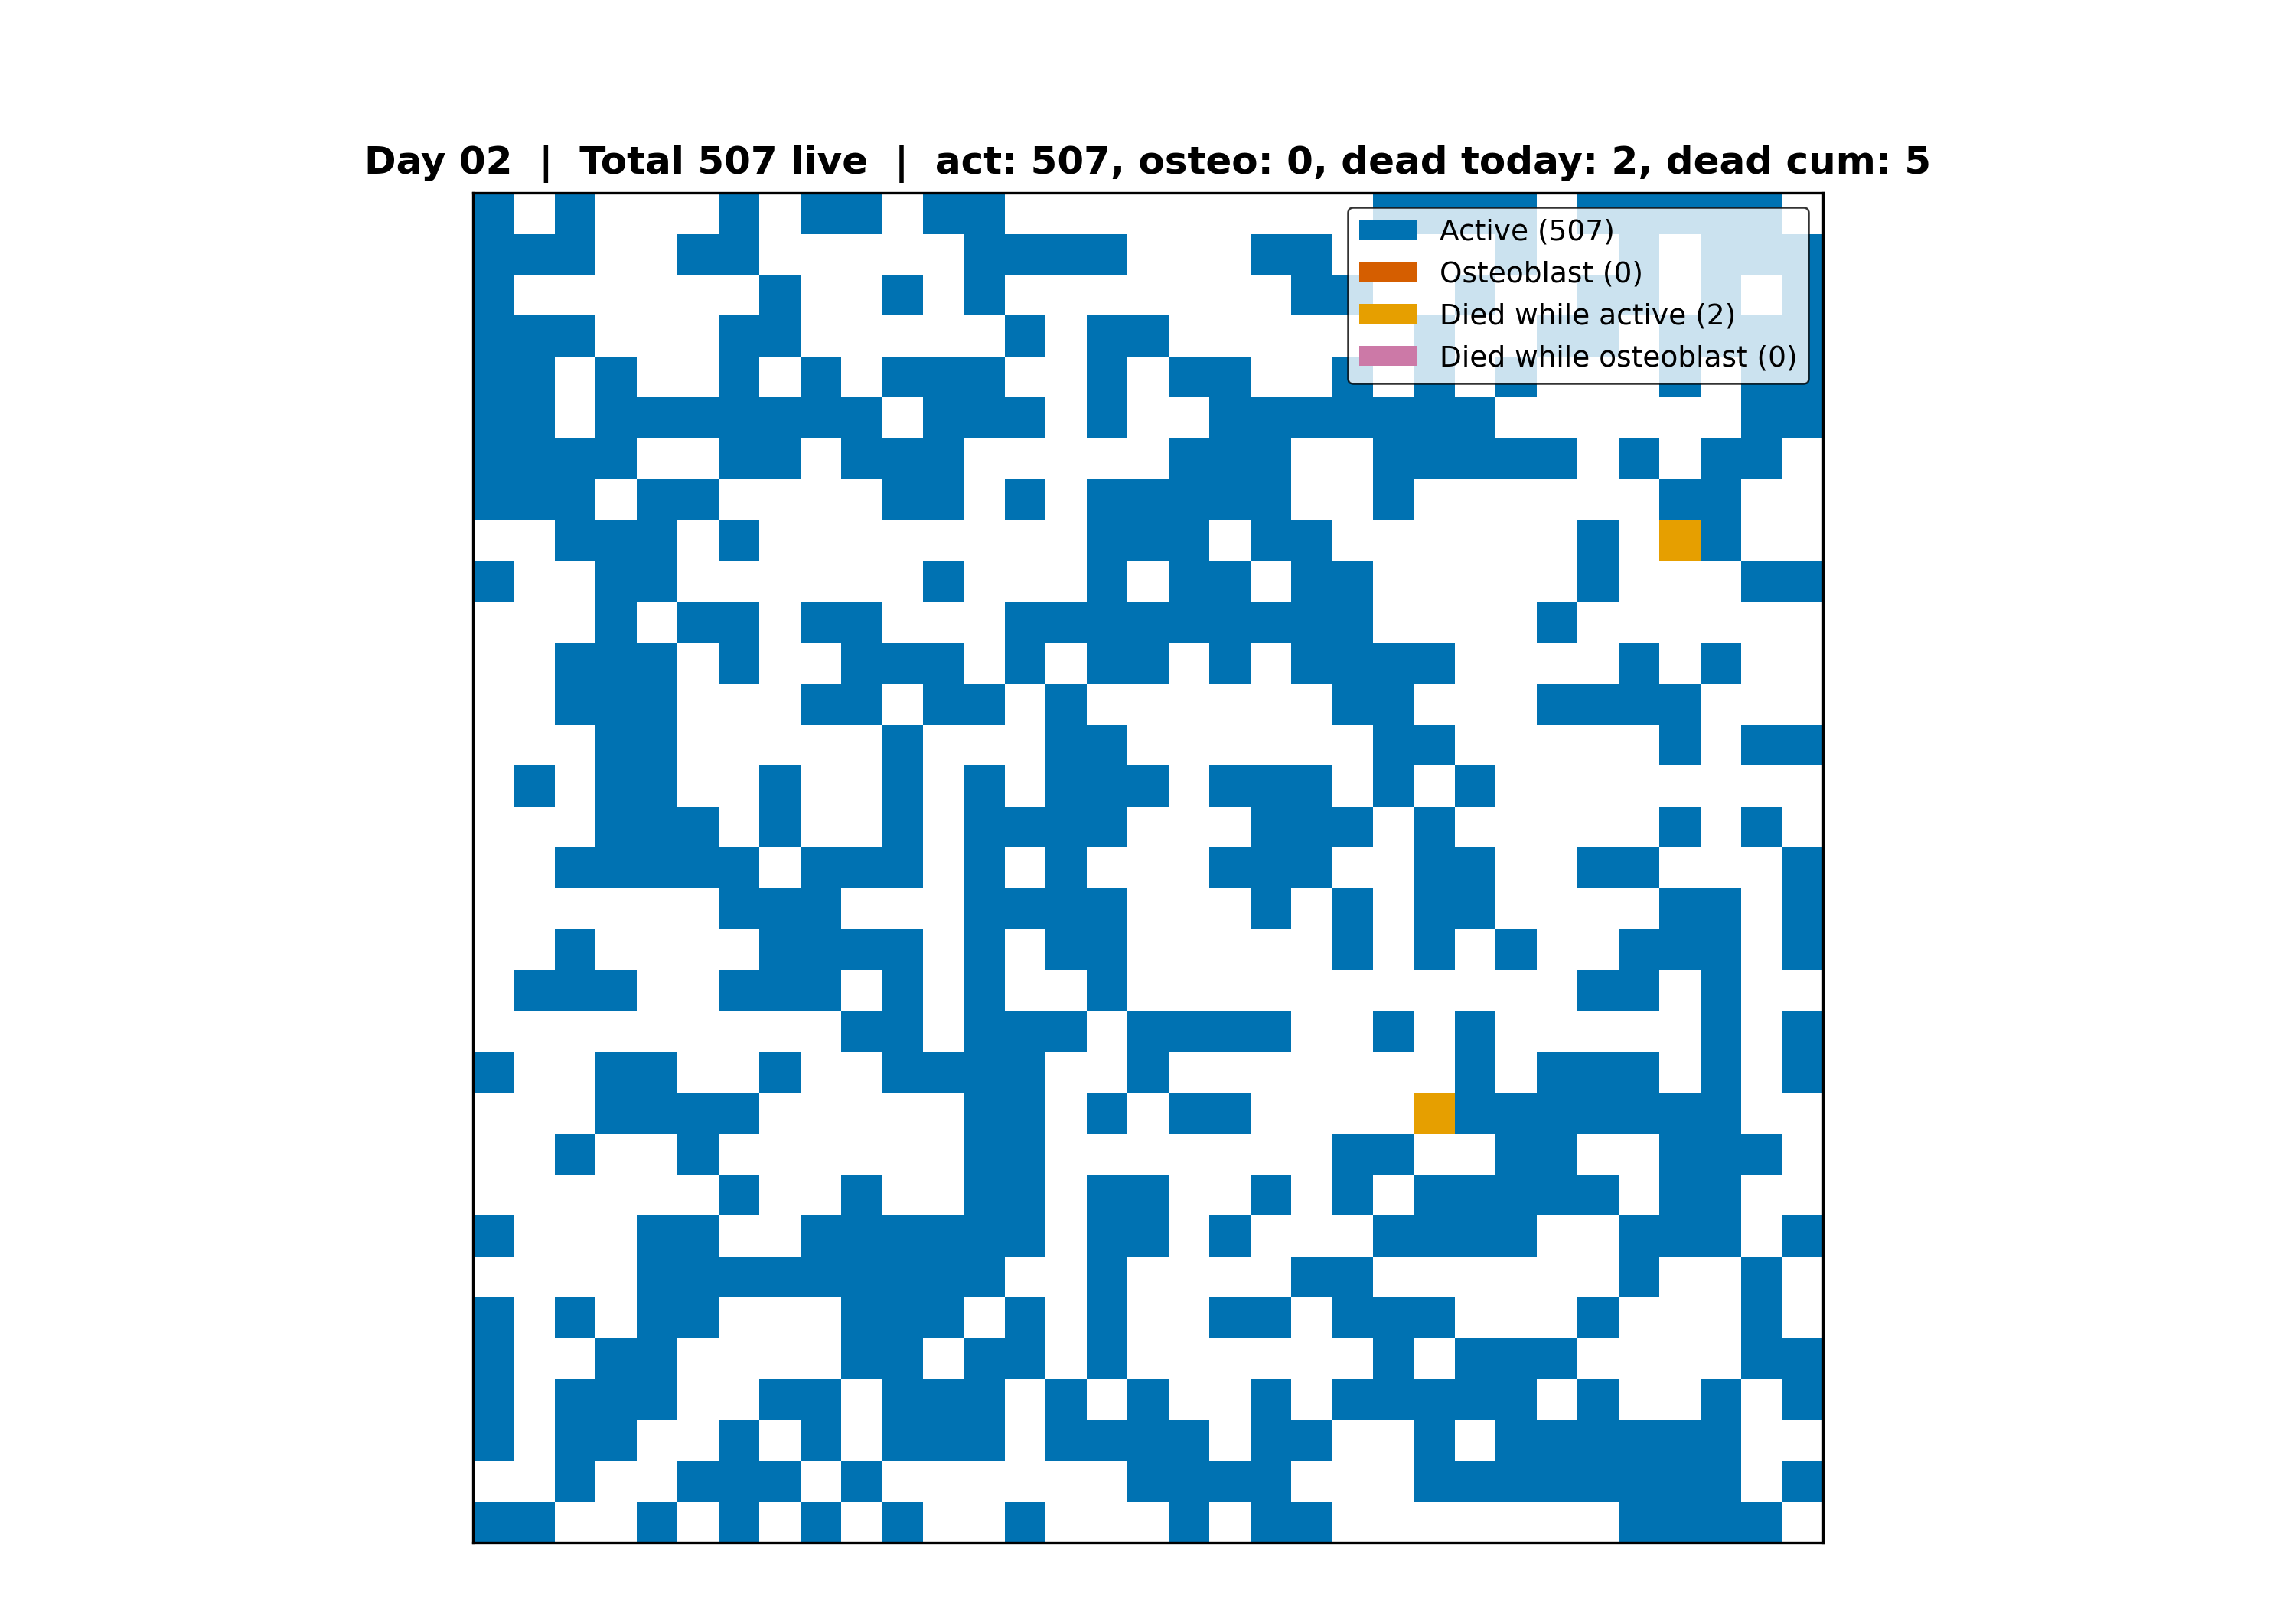 Day 02 | Total 507 live | act: 507, osteo: 0, dead today: 2, dead cum: 5
Active (507)
Osteoblast (0)
Died while active (2)
Died while osteoblast (0)